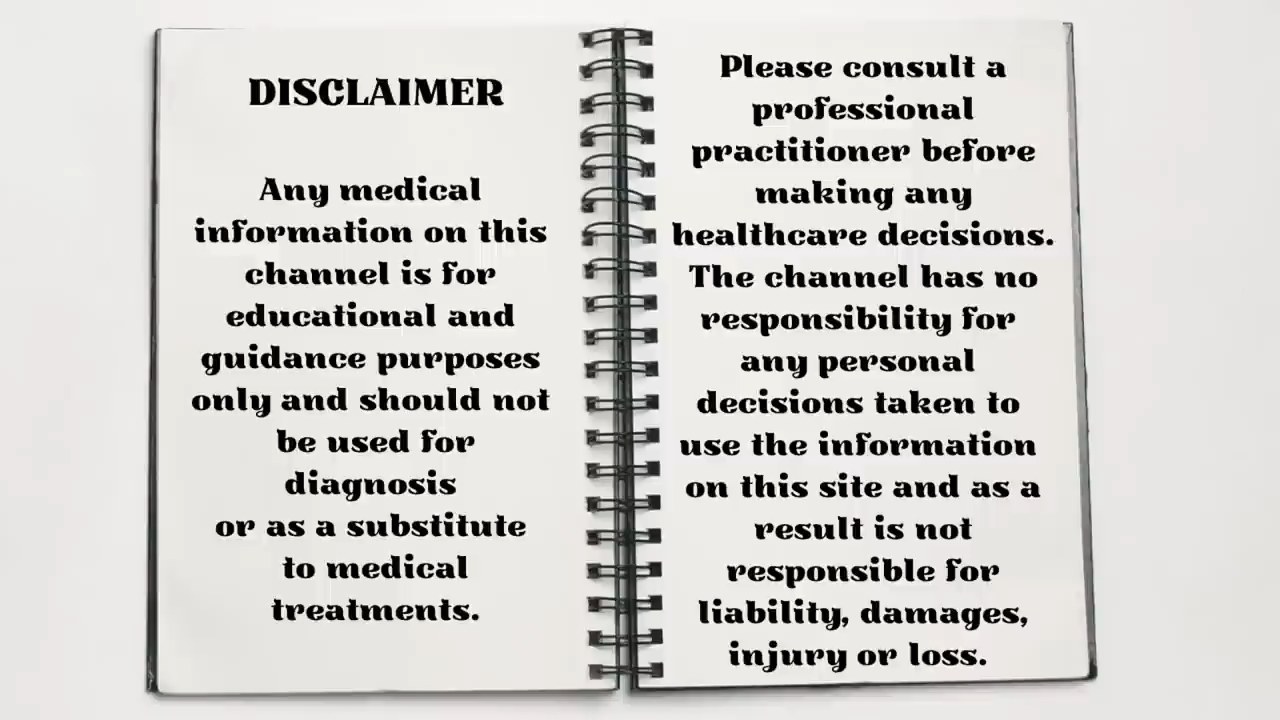 DISCLAIMER
Any medical
information on this
channel is for
educational and
guidance purposes
only and should not
be used for
diagnosis
or as a substitute
to medical
treatments.
Please consult a
professional
practitioner before
making any
healthcare decisions.
The channel has no
responsibility for
any personal
decisions taken to
use the information
on this site and as a
result is not
responsible for
liability, damages,
injury or loss.